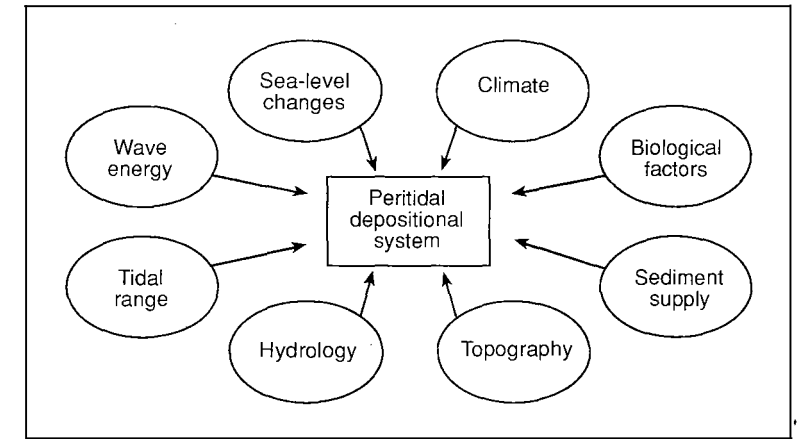 Sea-level
changes
Climate
Wave
energy
Biological
factors
Peritidal
depositional
system
Tidal
range
Sediment
supply
Hydrology
Topography